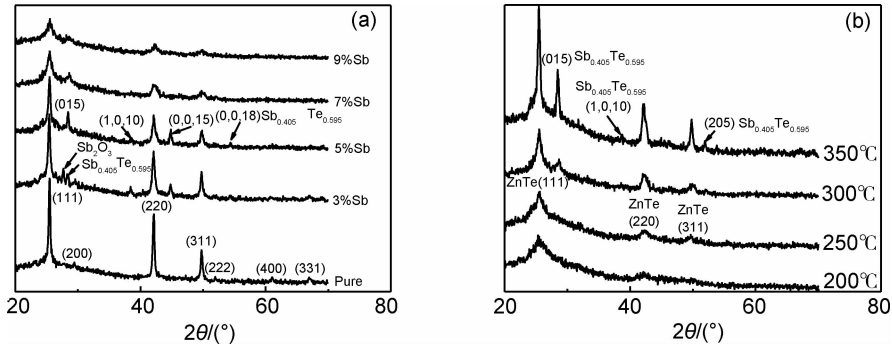 (a)
9%Sb
7%Sb
(015)
(1,0,10)
(0,0,15)
(0,0,18)Sb0.405 Te0.595
5%Sb
Sb2O3
Sb0.405Te0.595
(111)
(220)
3%Sb
(200)
(311)
(222)
(400)
(331)
Pure
20 40 60 80
2θ/(°)
(b)
(015) Sb0.405Te0.595
Sb0.405Te0.595
(1,0,10)
(205) Sb0.405Te0.595
350℃
300℃
ZnTe(111)
ZnTe
(220)
ZnTe
(311)
250℃
200℃
20 40 60 80
2θ/(°)